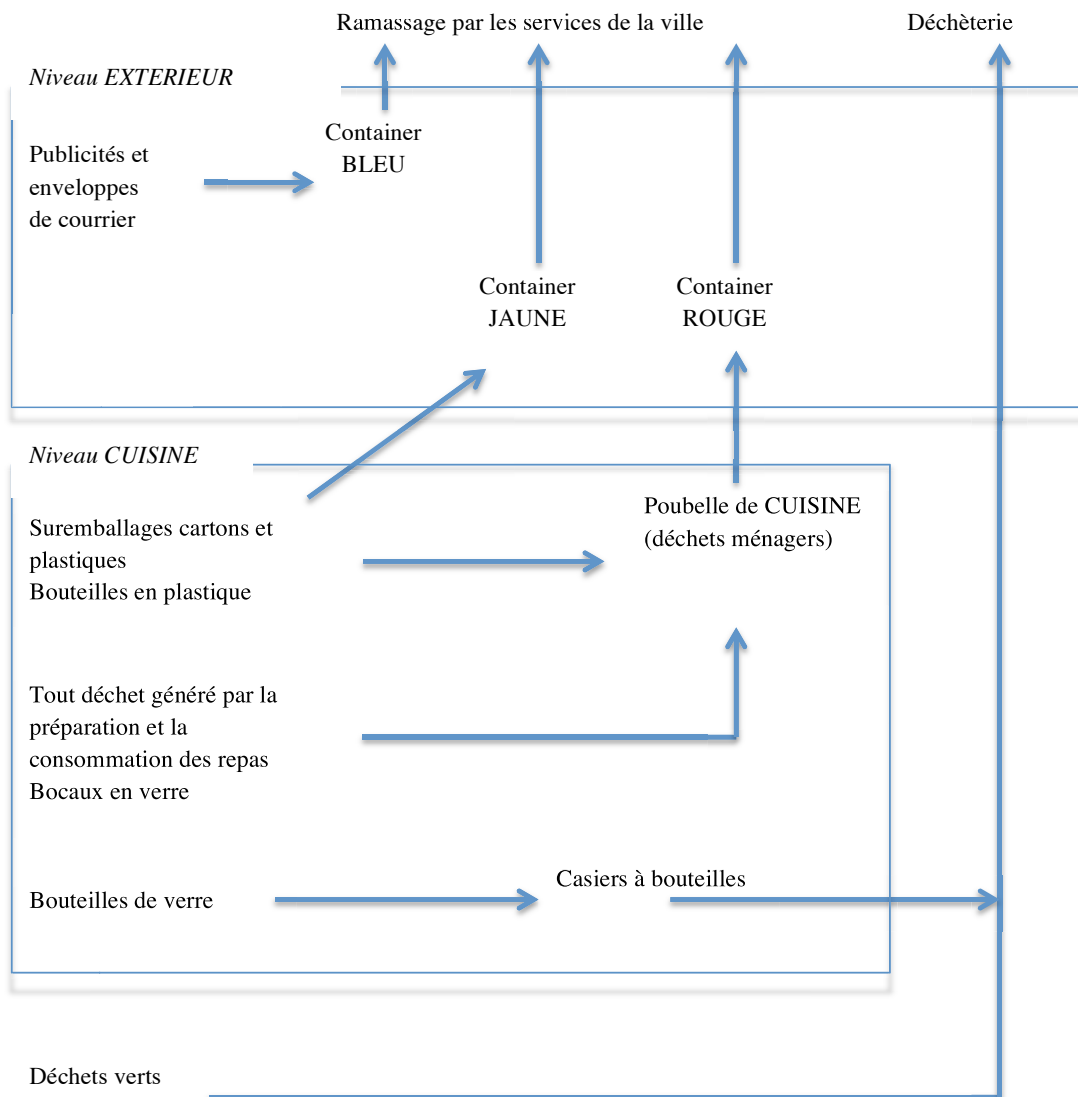 Ramassage par les services de la ville
Déchèterie
Niveau EXTERIEUR
Container
BLEU
Publicités et
enveloppes
de courrier
Container
JAUNE
Container
ROUGE
Niveau CUISINE
Suremballages cartons et
plastiques
Bouteilles en plastique
Poubelle de CUISINE
(déchets ménagers)
Tout déchet généré par la
préparation et la
consommation des repas
Bocaux en verre
Bouteilles de verre
Casiers à bouteilles
Déchets verts